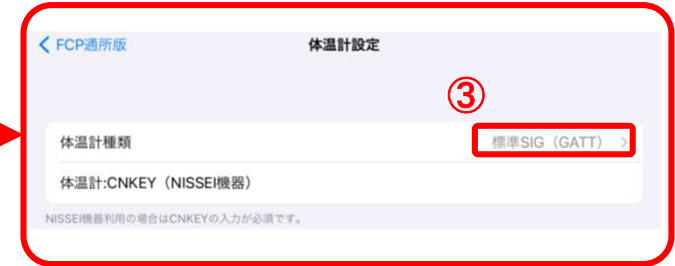 FCP通所版
体温計設定
③
体温計種類
標準SIG（GATT）
体温計:CNKEY（NISSEI機器）
NISSEI機器利用の場合はCNKEYの入力が必須です。